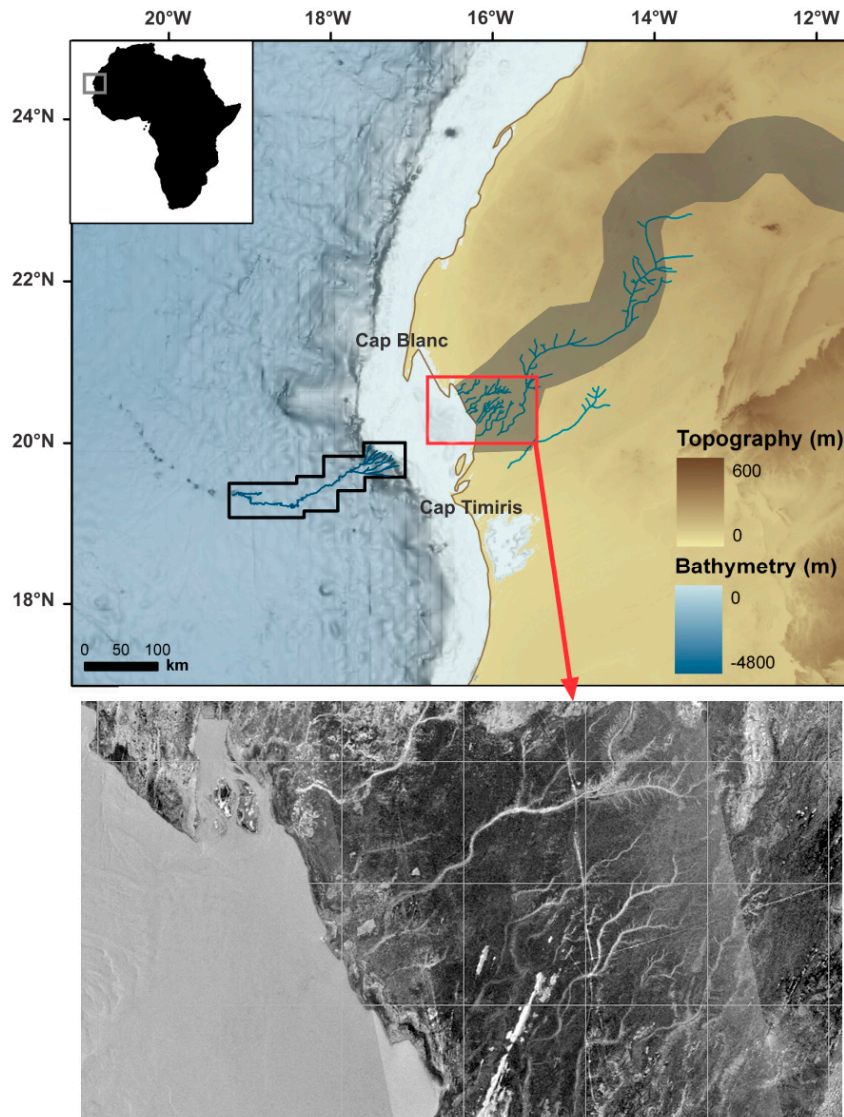 20°W
18°W
16°W
14°W
12°W
24°N
22°N
20°N
18°N
Cap Blanc
Cap Timiris
Topography (m)
600
0
Bathymetry (m)
0
-4800
0 50 100
km